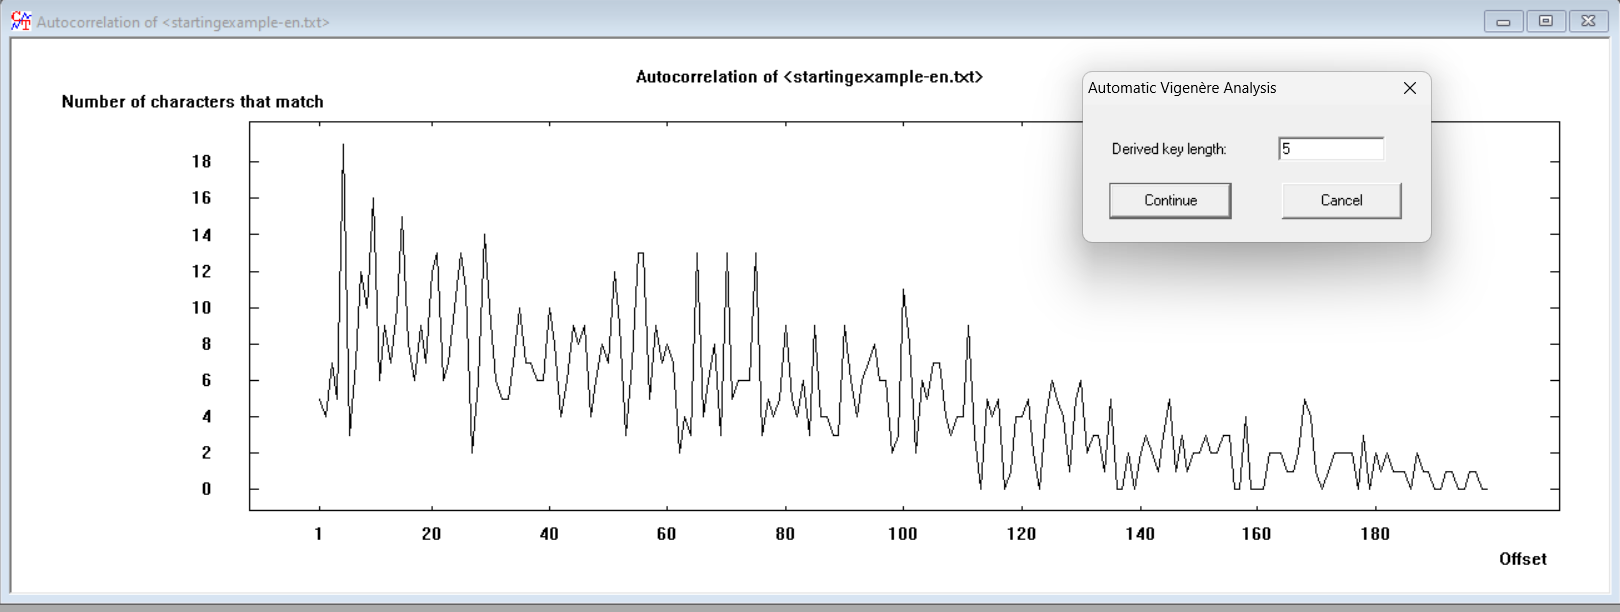 Autocorrelation of <startingexample-en.txt>
Autocorrelation of <startingexample-en.txt>
Number of characters that match
18
16
14
12
10
8
6
4
2
0
1 20 40 60 80 100 120 140 160 180
Offset
Automatic Vigenère Analysis
Derived key length: 5
Continue Cancel